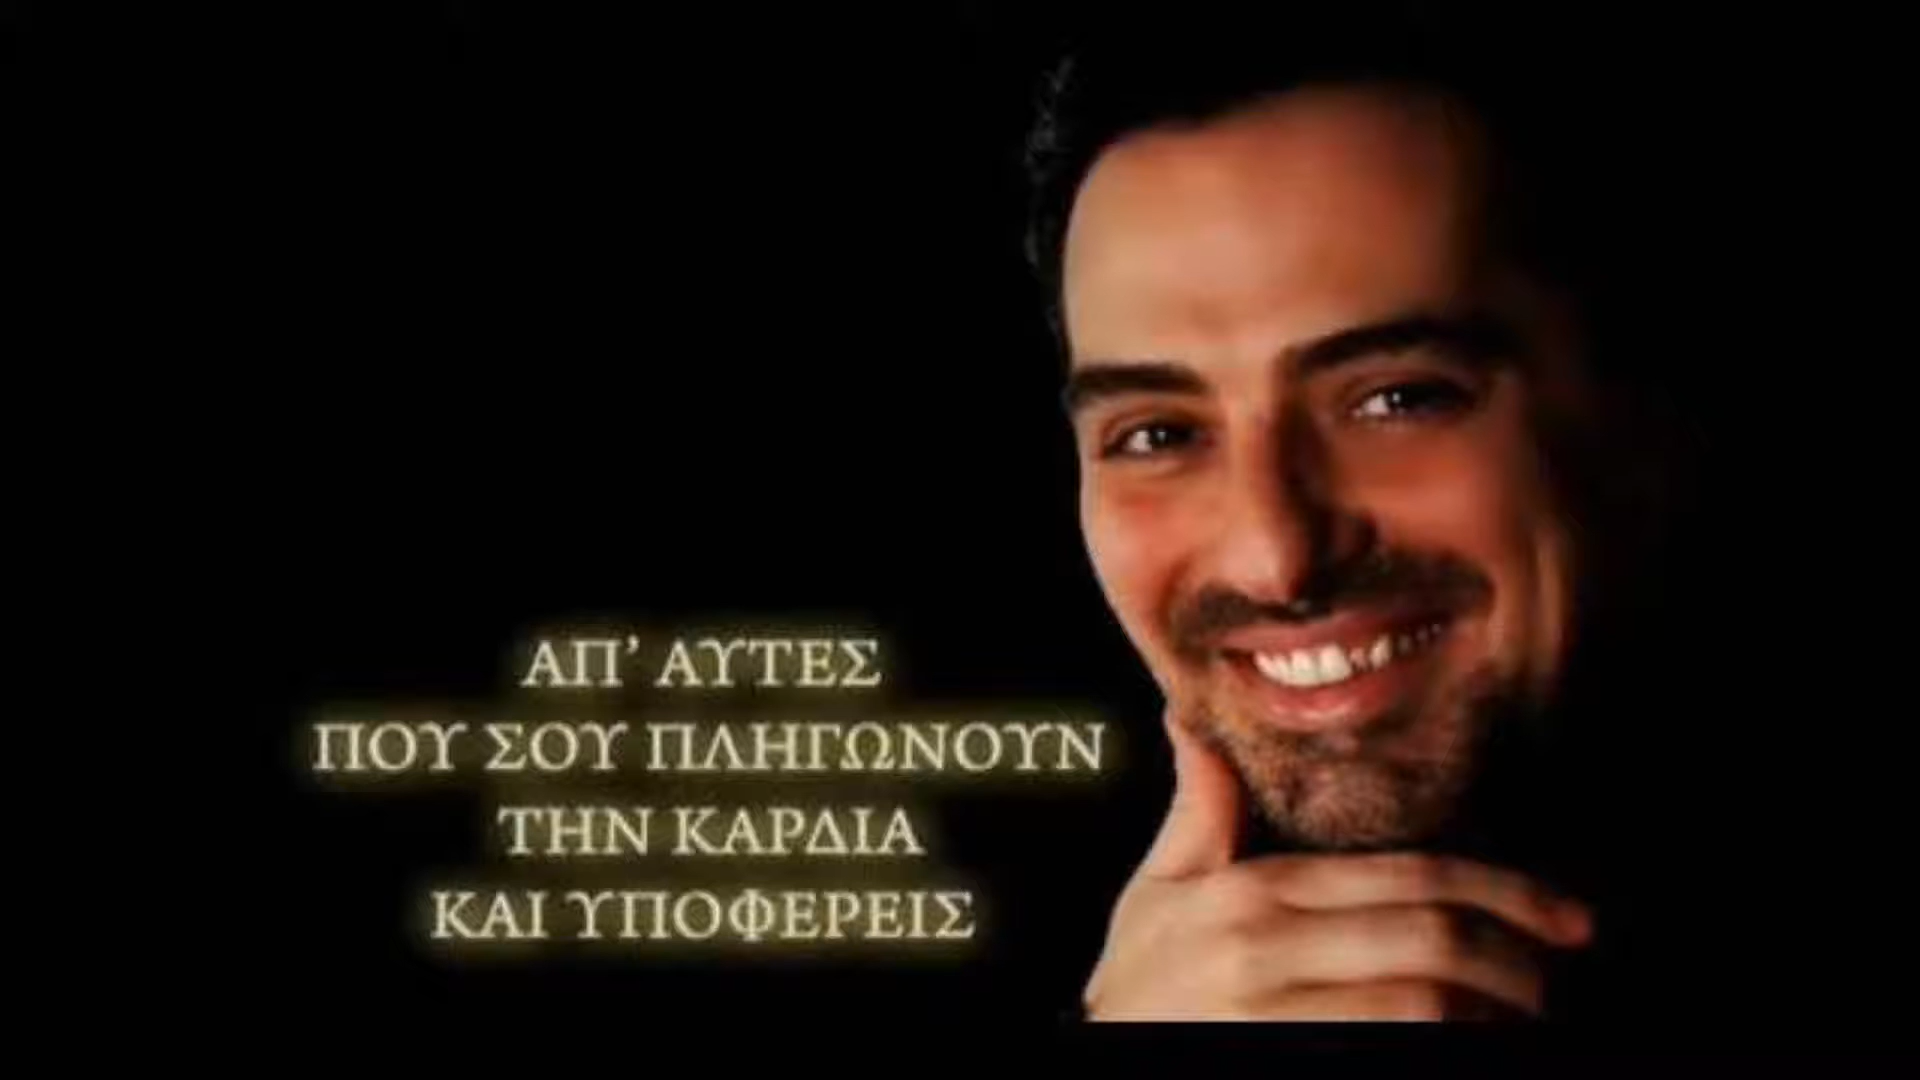 ΑΠ’ ΑΥΤΕΣ
ΠΟΥ ΣΟΥ ΠΛΗΓΩΝΟΥΝ
ΤΗΝ ΚΑΡΔΙΑ
ΚΑΙ ΥΠΟΦΕΡΕΙΣ